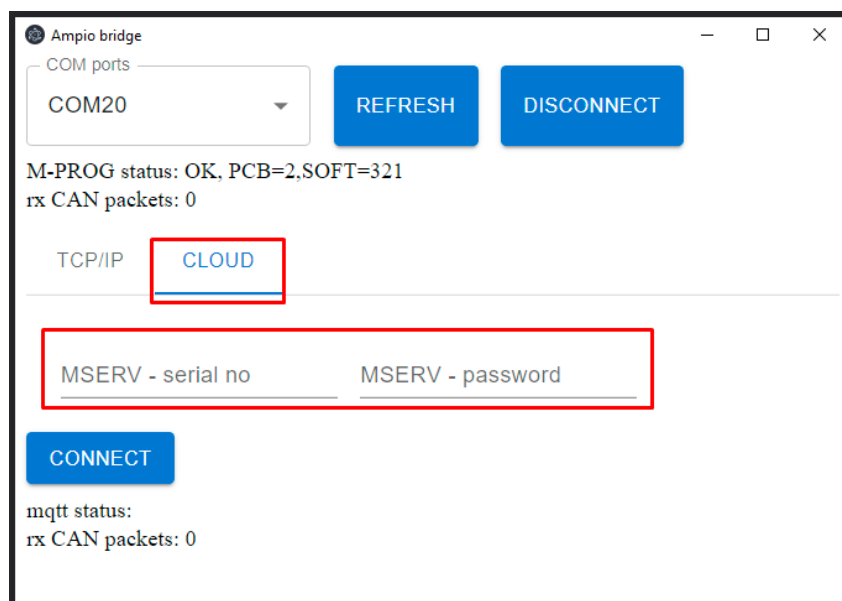 Ampio bridge
COM ports
COM20 REFRESH DISCONNECT
M-PROG status: OK, PCB=2,SOFT=321
rx CAN packets: 0
TCP/IP CLOUD
MSERV - serial no MSERV - password
CONNECT
mqtt status:
rx CAN packets: 0